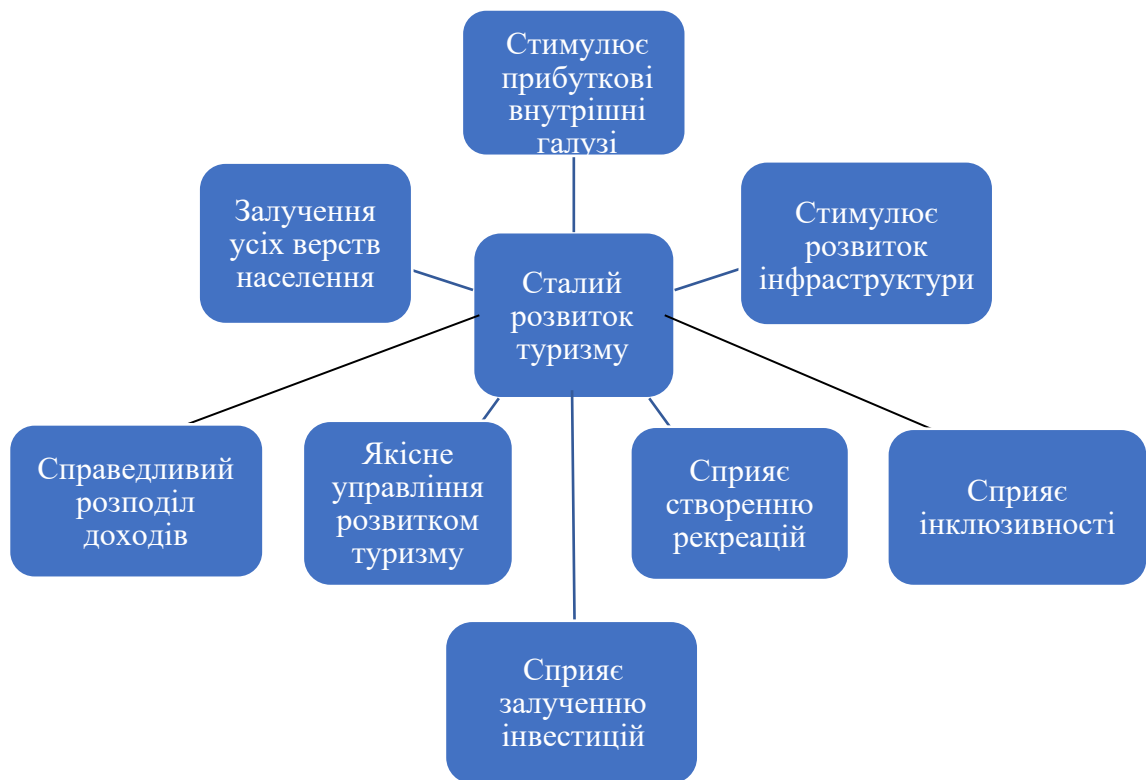 Стимулює
прибуткові
внутрішні
галузі
Залучення
усіх верств
населення
Стимулює
розвиток
інфраструктури
Сталий
розвиток
туризму
Справедливий
розподіл
доходів
Якісне
управління
розвитком
туризму
Сприяє
створенню
рекреацій
Сприяє
інклюзивності
Сприяє
залученню
інвестицій